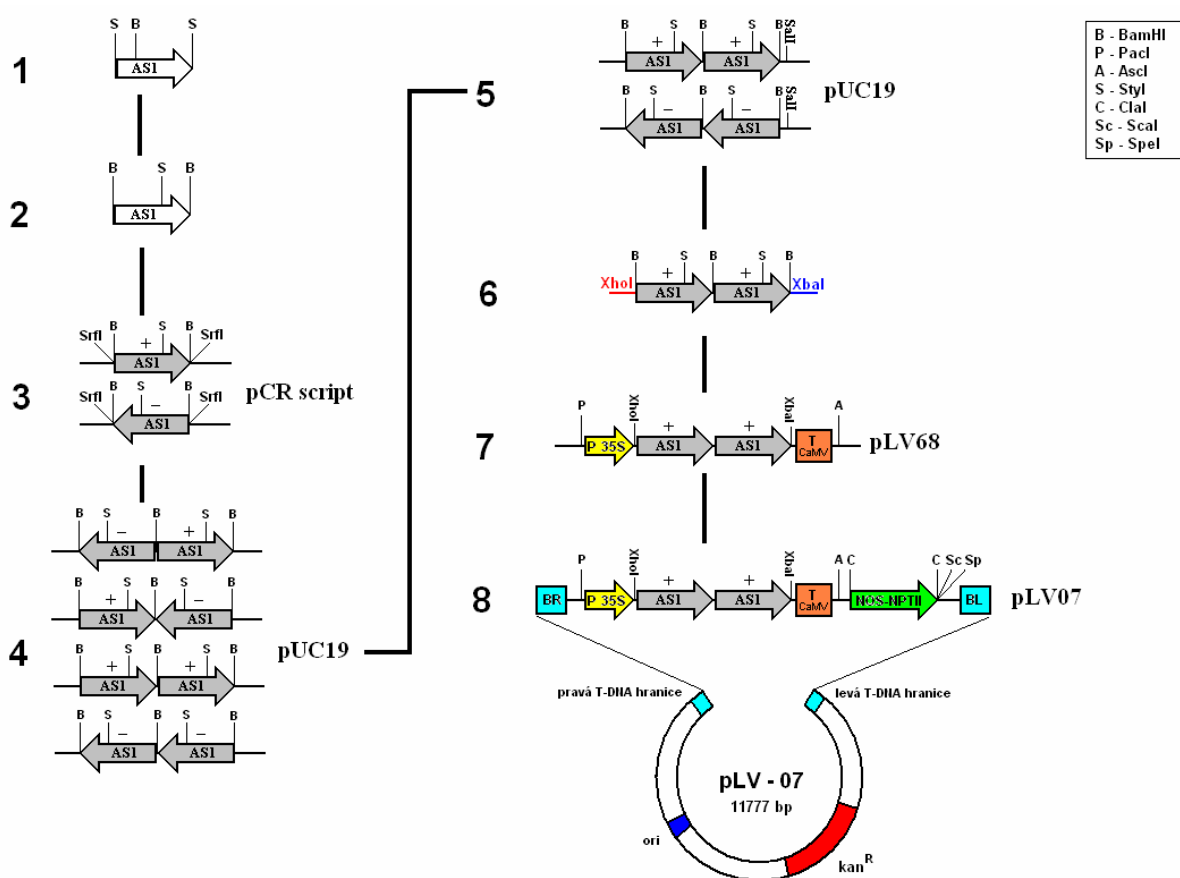 S B S
1
AS1
B S B
2
AS1
SrfI B S B SrfI
+
AS1
3
pCR script
SrfI B S B SrfI
−
AS1
B S B S B
− +
AS1 AS1
B S B S B
+ −
AS1 AS1
4
pUC19
B S B S B
+ +
AS1 AS1
B S B S B
− −
AS1 AS1
B S B S B SalI
+ +
AS1 AS1
5
pUC19
B S B S B SalI
− −
AS1 AS1
B S B S B
+ +
XhoI XbaI
6
AS1 AS1
P XhoI + + XbaI A
7
P 35S AS1 AS1 T CaMV
pLV68
P XhoI + + XbaI A C C Sc Sp
8
BR P 35S AS1 AS1 T CaMV NOS-NPTII BL
pLV07
pravá T-DNA hranice
levá T-DNA hranice
pLV - 07
11777 bp
ori
kanR
B - BamHI
P - PacI
A - AscI
S - StyI
C - ClaI
Sc - ScaI
Sp - SpeI